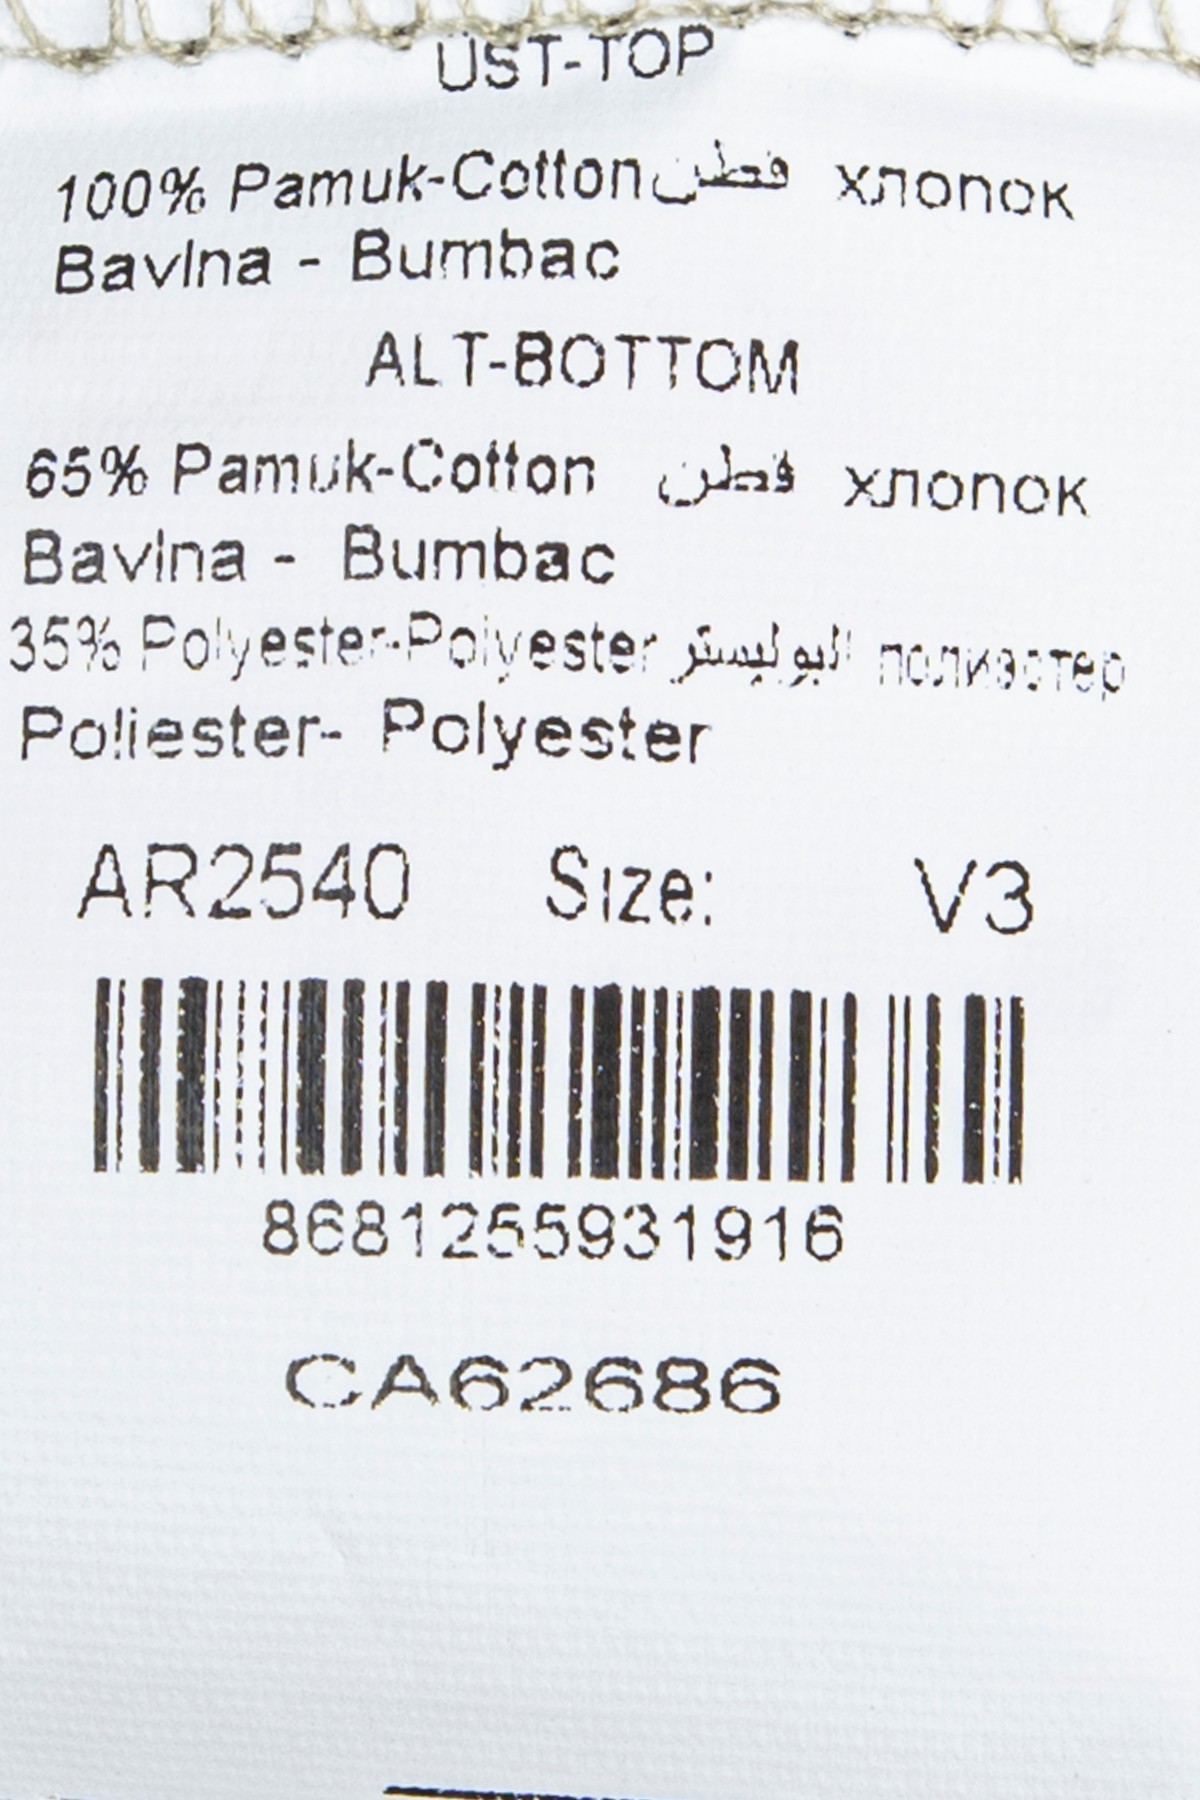 ÜST-TOP
100% Pamuk-Cotton قطن хлопок
Bavlna - Bumbac
ALT-BOTTOM
65% Pamuk-Cotton قطن хлопок
Bavlna - Bumbac
35% Polyester-Polyester البوليستر полиэстер
Poliester- Polyester
AR2540 Size: V3
8681255931916
CA62686